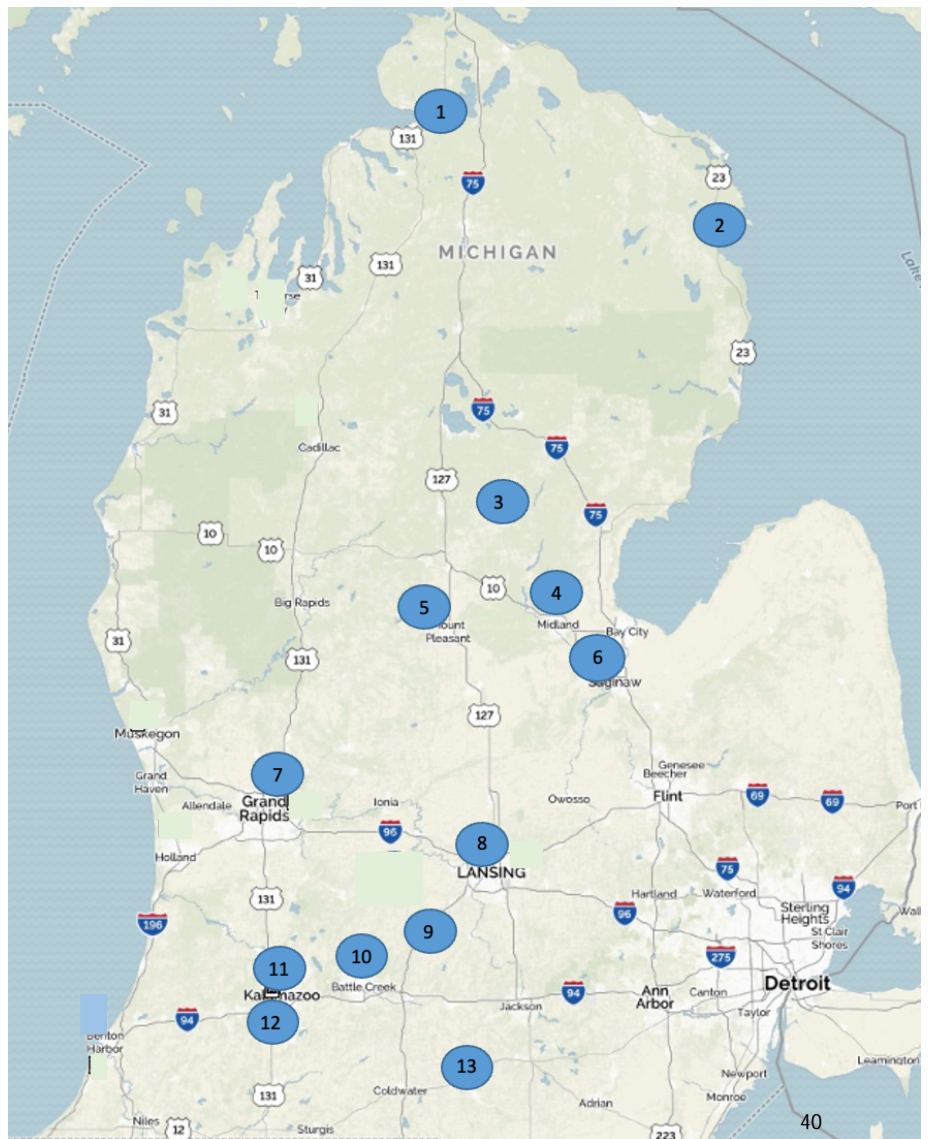 1
131
75
23
2
MICHIGAN
131
31
Lake
23
31
75
Cadillac
75
127
3
75
10
10
10
4
5
Big Rapids
Midland
Bay City
Pleasant
31
6
131
Saginaw
127
Muskegon
7
Genesee
Beecher
Grand
Haven
Flint
69
69
Allendale
Grand
Rapids
Ionia
Owosso
Port
96
8
Holland
LANSING
75
94
Hartland
Waterford
131
Sterling
Heights
96
196
9
St Clair
Shores
10
275
11
Battle Creek
94
Ann
Arbor
Canton
Detroit
Kalamazoo
Jackson
Taylor
94
12
Benton
Harbor
13
Leamington
Newport
131
Coldwater
Adrian
Monroe
Niles
12
Sturgis
223
40